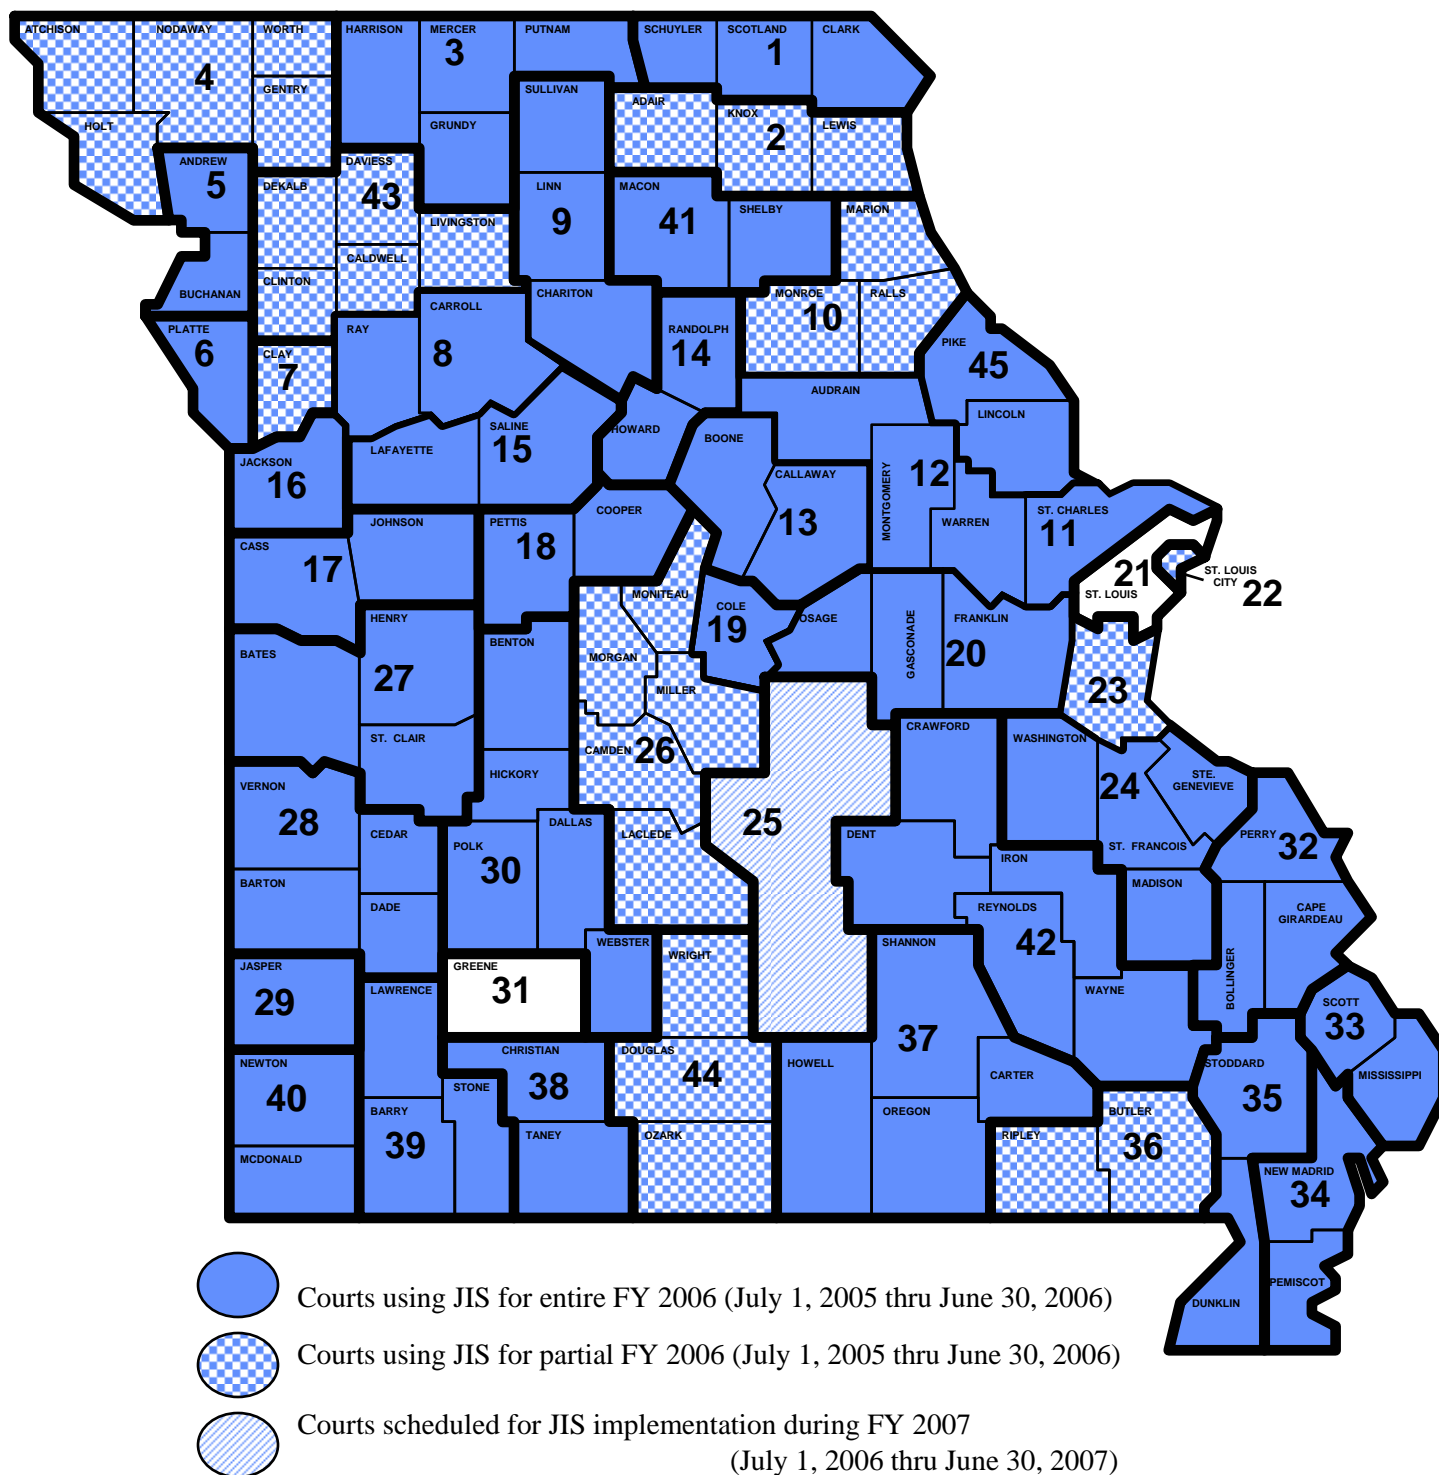 ATCHISON
NODAWAY
WORTH
HARRISON
MERCER
PUTNAM
SCHUYLER
SCOTLAND
CLARK
3
1
4
GENTRY
SULLIVAN
ADAIR
KNOX
LEWIS
HOLT
GRUNDY
2
ANDREW
5
DEKALB
DAVIESS
43
LINN
MACON
SHELBY
MARION
LIVINGSTON
9
41
CALDWELL
CLINTON
BUCHANAN
CARROLL
CHARITON
MONROE
RALLS
10
PLATTE
6
RAY
8
RANDOLPH
14
PIKE
45
CLAY
7
AUDRAIN
LINCOLN
SALINE
15
HOWARD
BOONE
LAFAYETTE
JACKSON
16
CALLAWAY
MONTGOMERY
12
COOPER
13
WARREN
ST. CHARLES
11
JOHNSON
PETTIS
18
CASS
17
21
ST. LOUIS
ST. LOUIS
CITY
22
MONITEAU
COLE
19
OSAGE
GASCONADE
FRANKLIN
20
HENRY
BENTON
BATES
27
MORGAN
MILLER
23
ST. CLAIR
CAMDEN
26
CRAWFORD
WASHINGTON
HICKORY
VERNON
28
STE.
GENEVIEVE
24
CEDAR
DALLAS
LACLEDE
25
DENT
POLK
30
IRON
ST. FRANCOIS
PERRY
32
BARTON
DADE
MADISON
REYNOLDS
42
CAPE
GIRARDEAU
WEBSTER
WRIGHT
SHANNON
BOLLINGER
JASPER
29
GREENE
31
LAWRENCE
WAYNE
SCOTT
33
37
NEWTON
40
CHRISTIAN
38
DOUGLAS
44
HOWELL
STODDARD
35
MISSISSIPPI
STONE
CARTER
BARRY
39
TANEY
OZARK
OREGON
RIPLEY
BUTLER
36
MCDONALD
NEW MADRID
34
PEMISCOT
DUNKLIN
Courts using JIS for entire FY 2006 (July 1, 2005 thru June 30, 2006)
Courts using JIS for partial FY 2006 (July 1, 2005 thru June 30, 2006)
Courts scheduled for JIS implementation during FY 2007
(July 1, 2006 thru June 30, 2007)